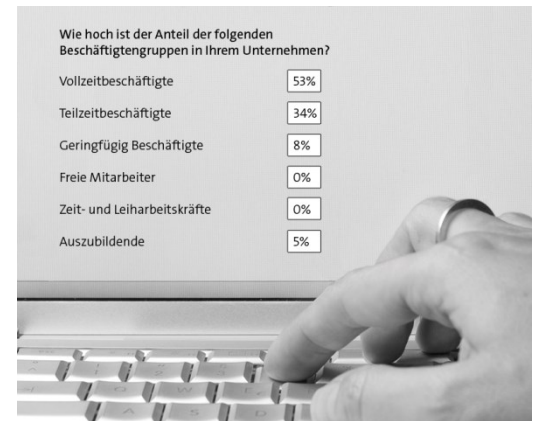 Wie hoch ist der Anteil der folgenden
Beschäftigtengruppen in Ihrem Unternehmen?
Vollzeitbeschäftigte 53%
Teilzeitbeschäftigte 34%
Geringfügig Beschäftigte 8%
Freie Mitarbeiter 0%
Zeit- und Leiharbeitskräfte 0%
Auszubildende 5%
A S D